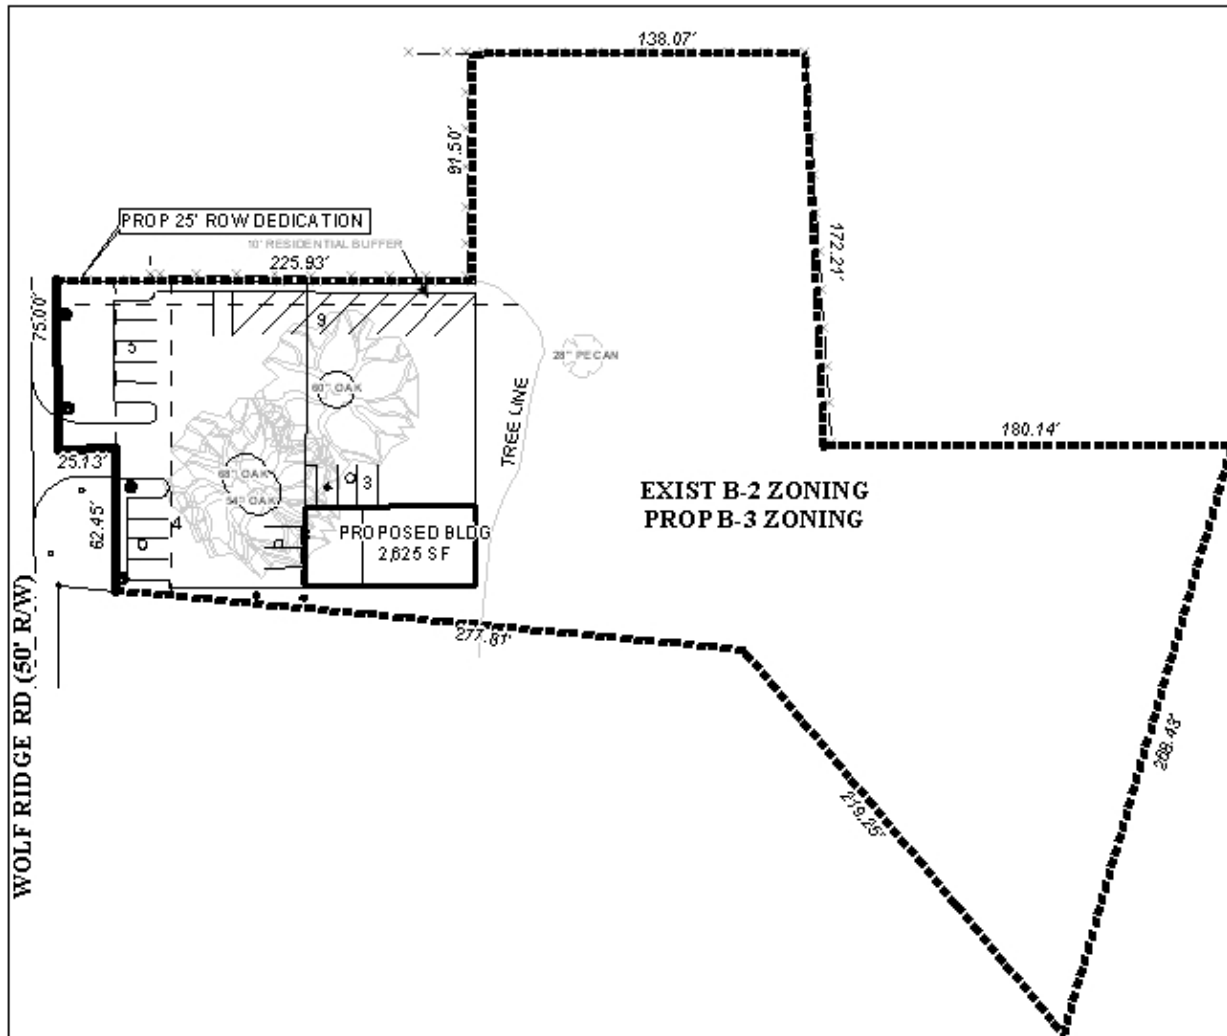 138.07'
91.50'
PROP 25' ROW DEDICATION
10' RESIDENTIAL BUFFER
225.93'
172.21'
75.00'
9
5
28" PECAN
60" OAK
TREE LINE
180.14'
25.13'
68" OAK
3
54" OAK
EXIST B-2 ZONING
PROP B-3 ZONING
62.45'
4
PROPOSED BLDG
2,625 SF
277.81'
WOLF RIDGE RD (50' R/W)
268.43'
219.25'